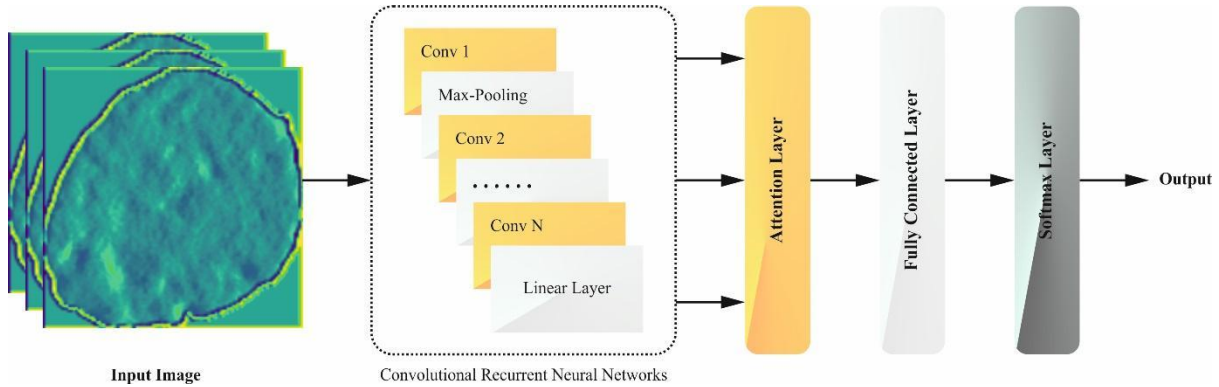 Conv 1
Max-Pooling
Conv 2
......
Conv N
Linear Layer
Attention Layer
Fully Connected Layer
Softmax Layer
Output
Input Image
Convolutional Recurrent Neural Networks